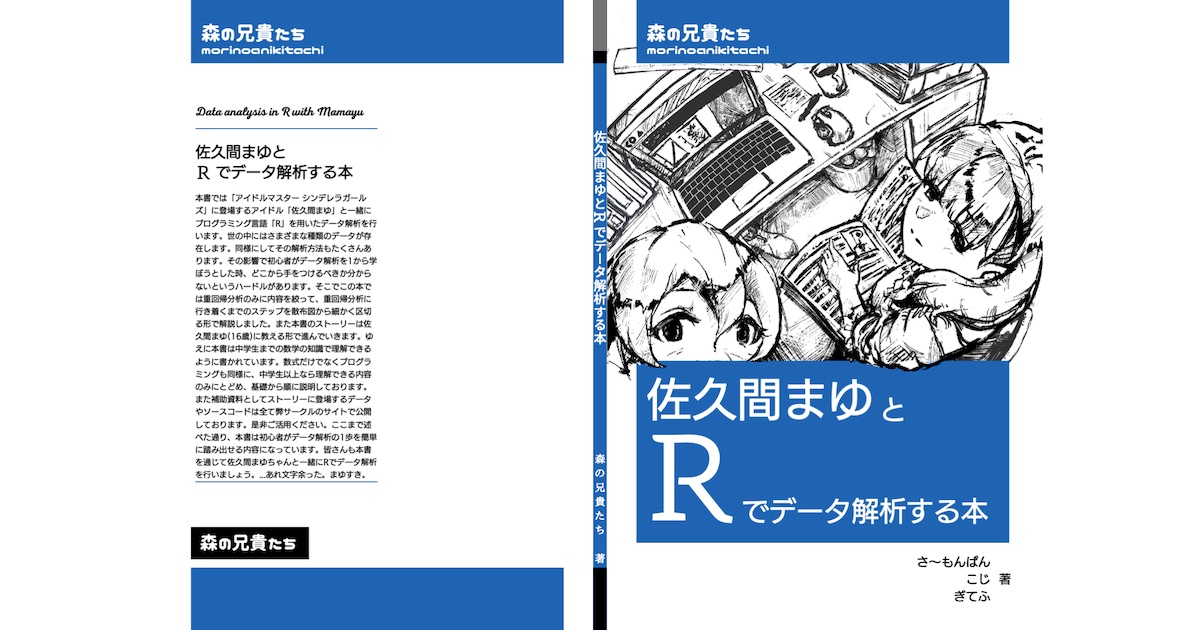 森の兄貴たち
morinoanikitachi
Data analysis in R with Mamayu
佐久間まゆと
R でデータ解析する本
本書では「アイドルマスター シンデレラガール
ズ」に登場するアイドル「佐久間まゆ」と一緒に
プログラミング言語「R」を用いたデータ解析を行
います。世の中にはさまざまな種類のデータが存
在します。同様にしてその解析方法もたくさんあ
ります。その影響で初心者がデータ解析を1から学
ぼうとした時、どこから手をつけるべきか分から
ないというハードルがあります。そこでこの本で
は重回帰分析のみに内容を絞って、重回帰分析に
行き着くまでのステップを散布図から細かく区切
る形で解説しました。また本書のストーリーは佐
久間まゆ(16歳)に教える形で進んでいきます。ゆ
えに本書は中学生までの数学の知識で理解できる
ように書かれています。数式だけでなくプログラ
ミングも同様に、中学生以上なら理解できる内容
のみにとどめ、基礎から順に説明しております。
また補助資料としてストーリーに登場するデータ
やソースコードは全て弊サークルのサイトで公開
しております。是非ご活用ください。ここまで述
べた通り、本書は初心者がデータ解析の1歩を簡単
に踏み出せる内容になっています。皆さんも本書
を通じて佐久間まゆちゃんと一緒にRでデータ解析
を行いましょう。...あれ文字余った。まゆすき。
森の兄貴たち
佐久間まゆとRでデータ解析する本
森の兄貴たち 著
森の兄貴たち
morinoanikitachi
佐久間まゆと
R でデータ解析する本
さ〜もんぱん
こじ 著
ぎてふ